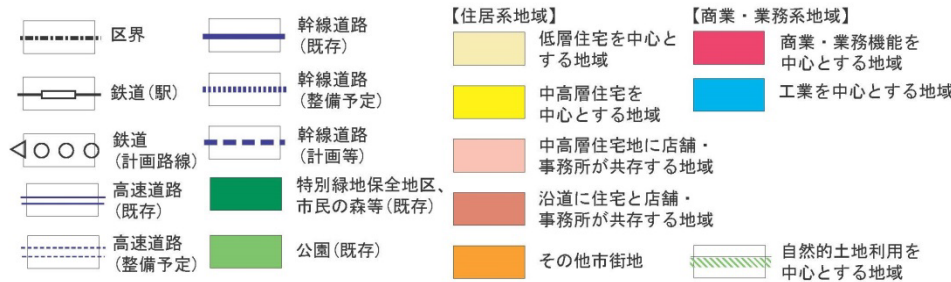 区界
鉄道(駅)
鉄道
(計画路線)
高速道路
(既存)
高速道路
(整備予定)
幹線道路
(既存)
幹線道路
(整備予定)
幹線道路
(計画等)
特別緑地保全地区、
市民の森等(既存)
公園(既存)
【住居系地域】
低層住宅を中心と
する地域
中高層住宅を
中心とする地域
中高層住宅地に店舗・
事務所が共存する地域
沿道に住宅と店舗・
事務所が共存する地域
その他市街地
【商業・業務系地域】
商業・業務機能を
中心とする地域
工業を中心とする地域
自然的土地利用を
中心とする地域